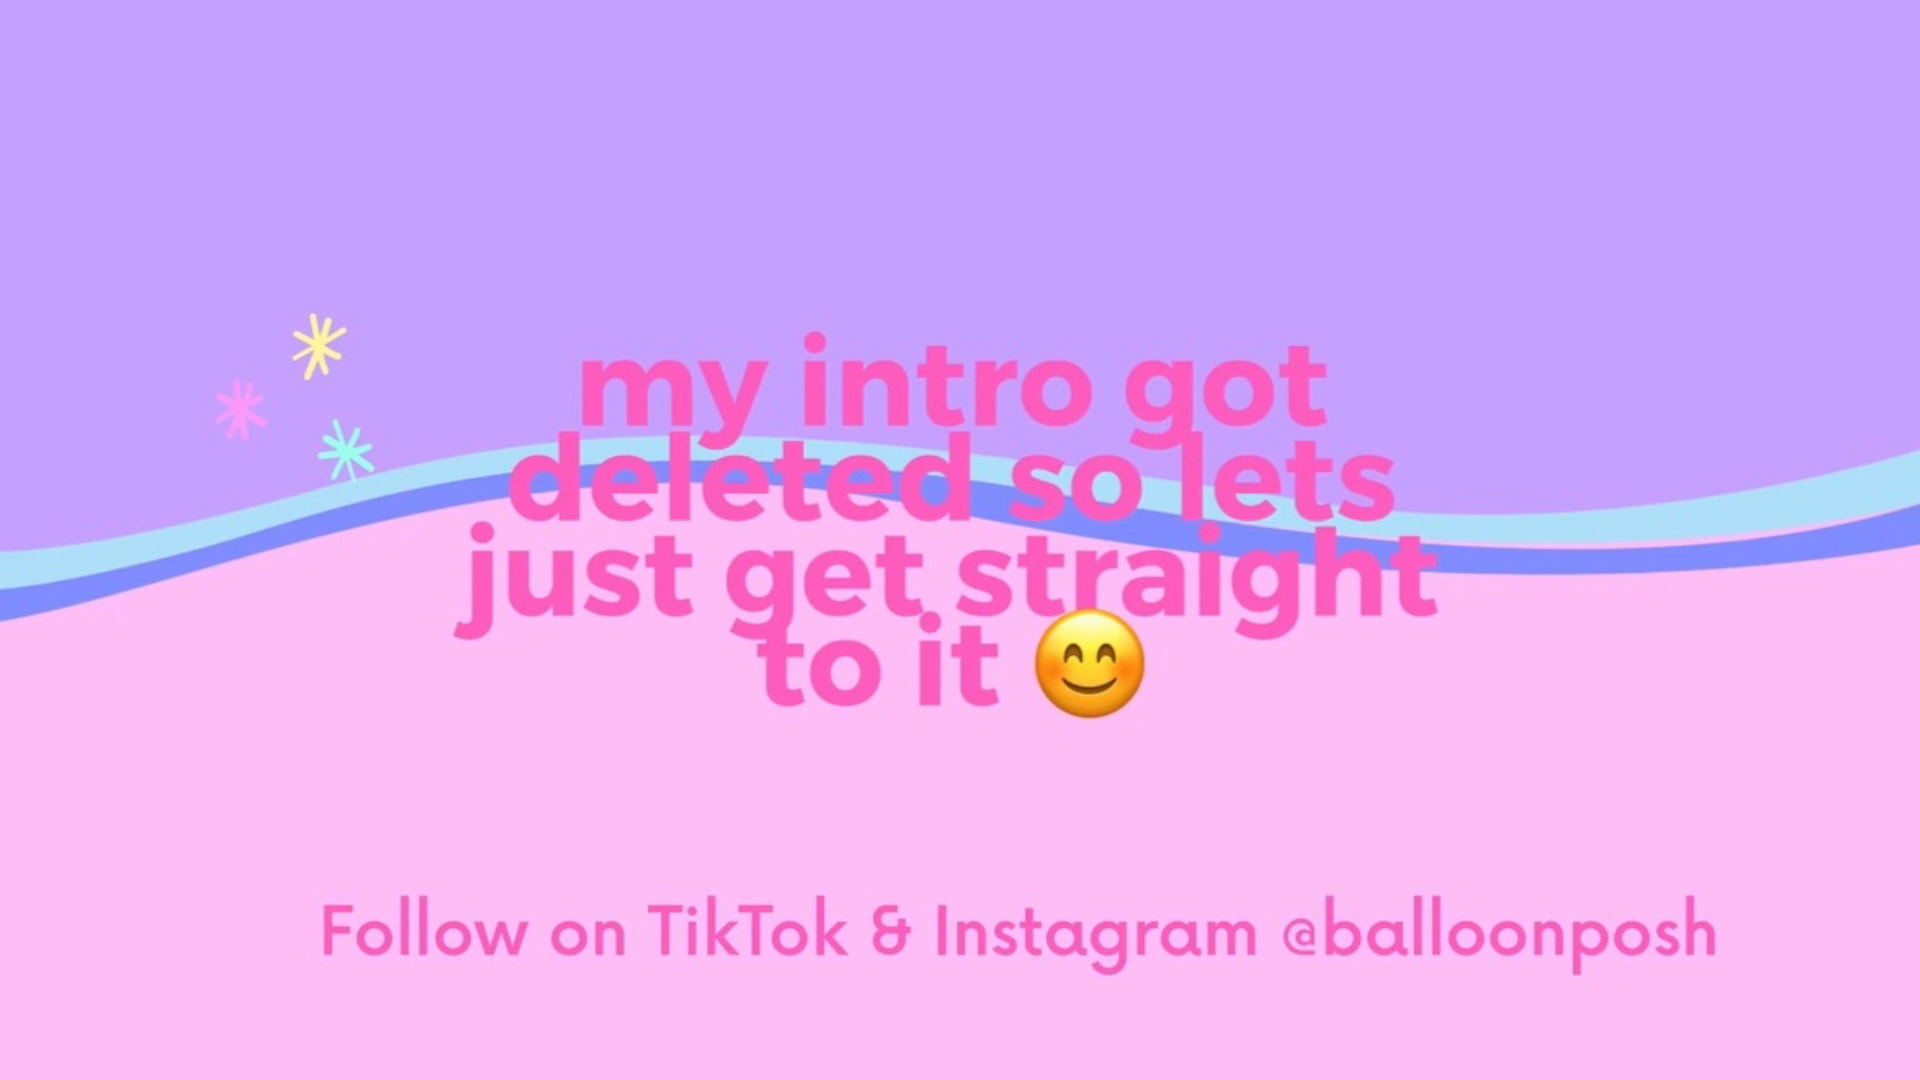 my intro got
deleted so lets
just get straight
to it 😊
Follow on TikTok & Instagram @balloonposh